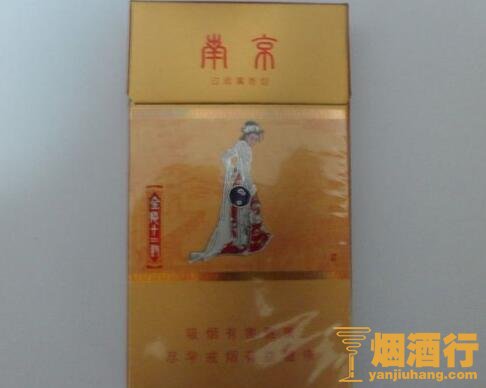 南京
【金陵十二釵】
吸烟有害健康
尽早戒烟有益健康
烟酒行
yanjiuhang.com